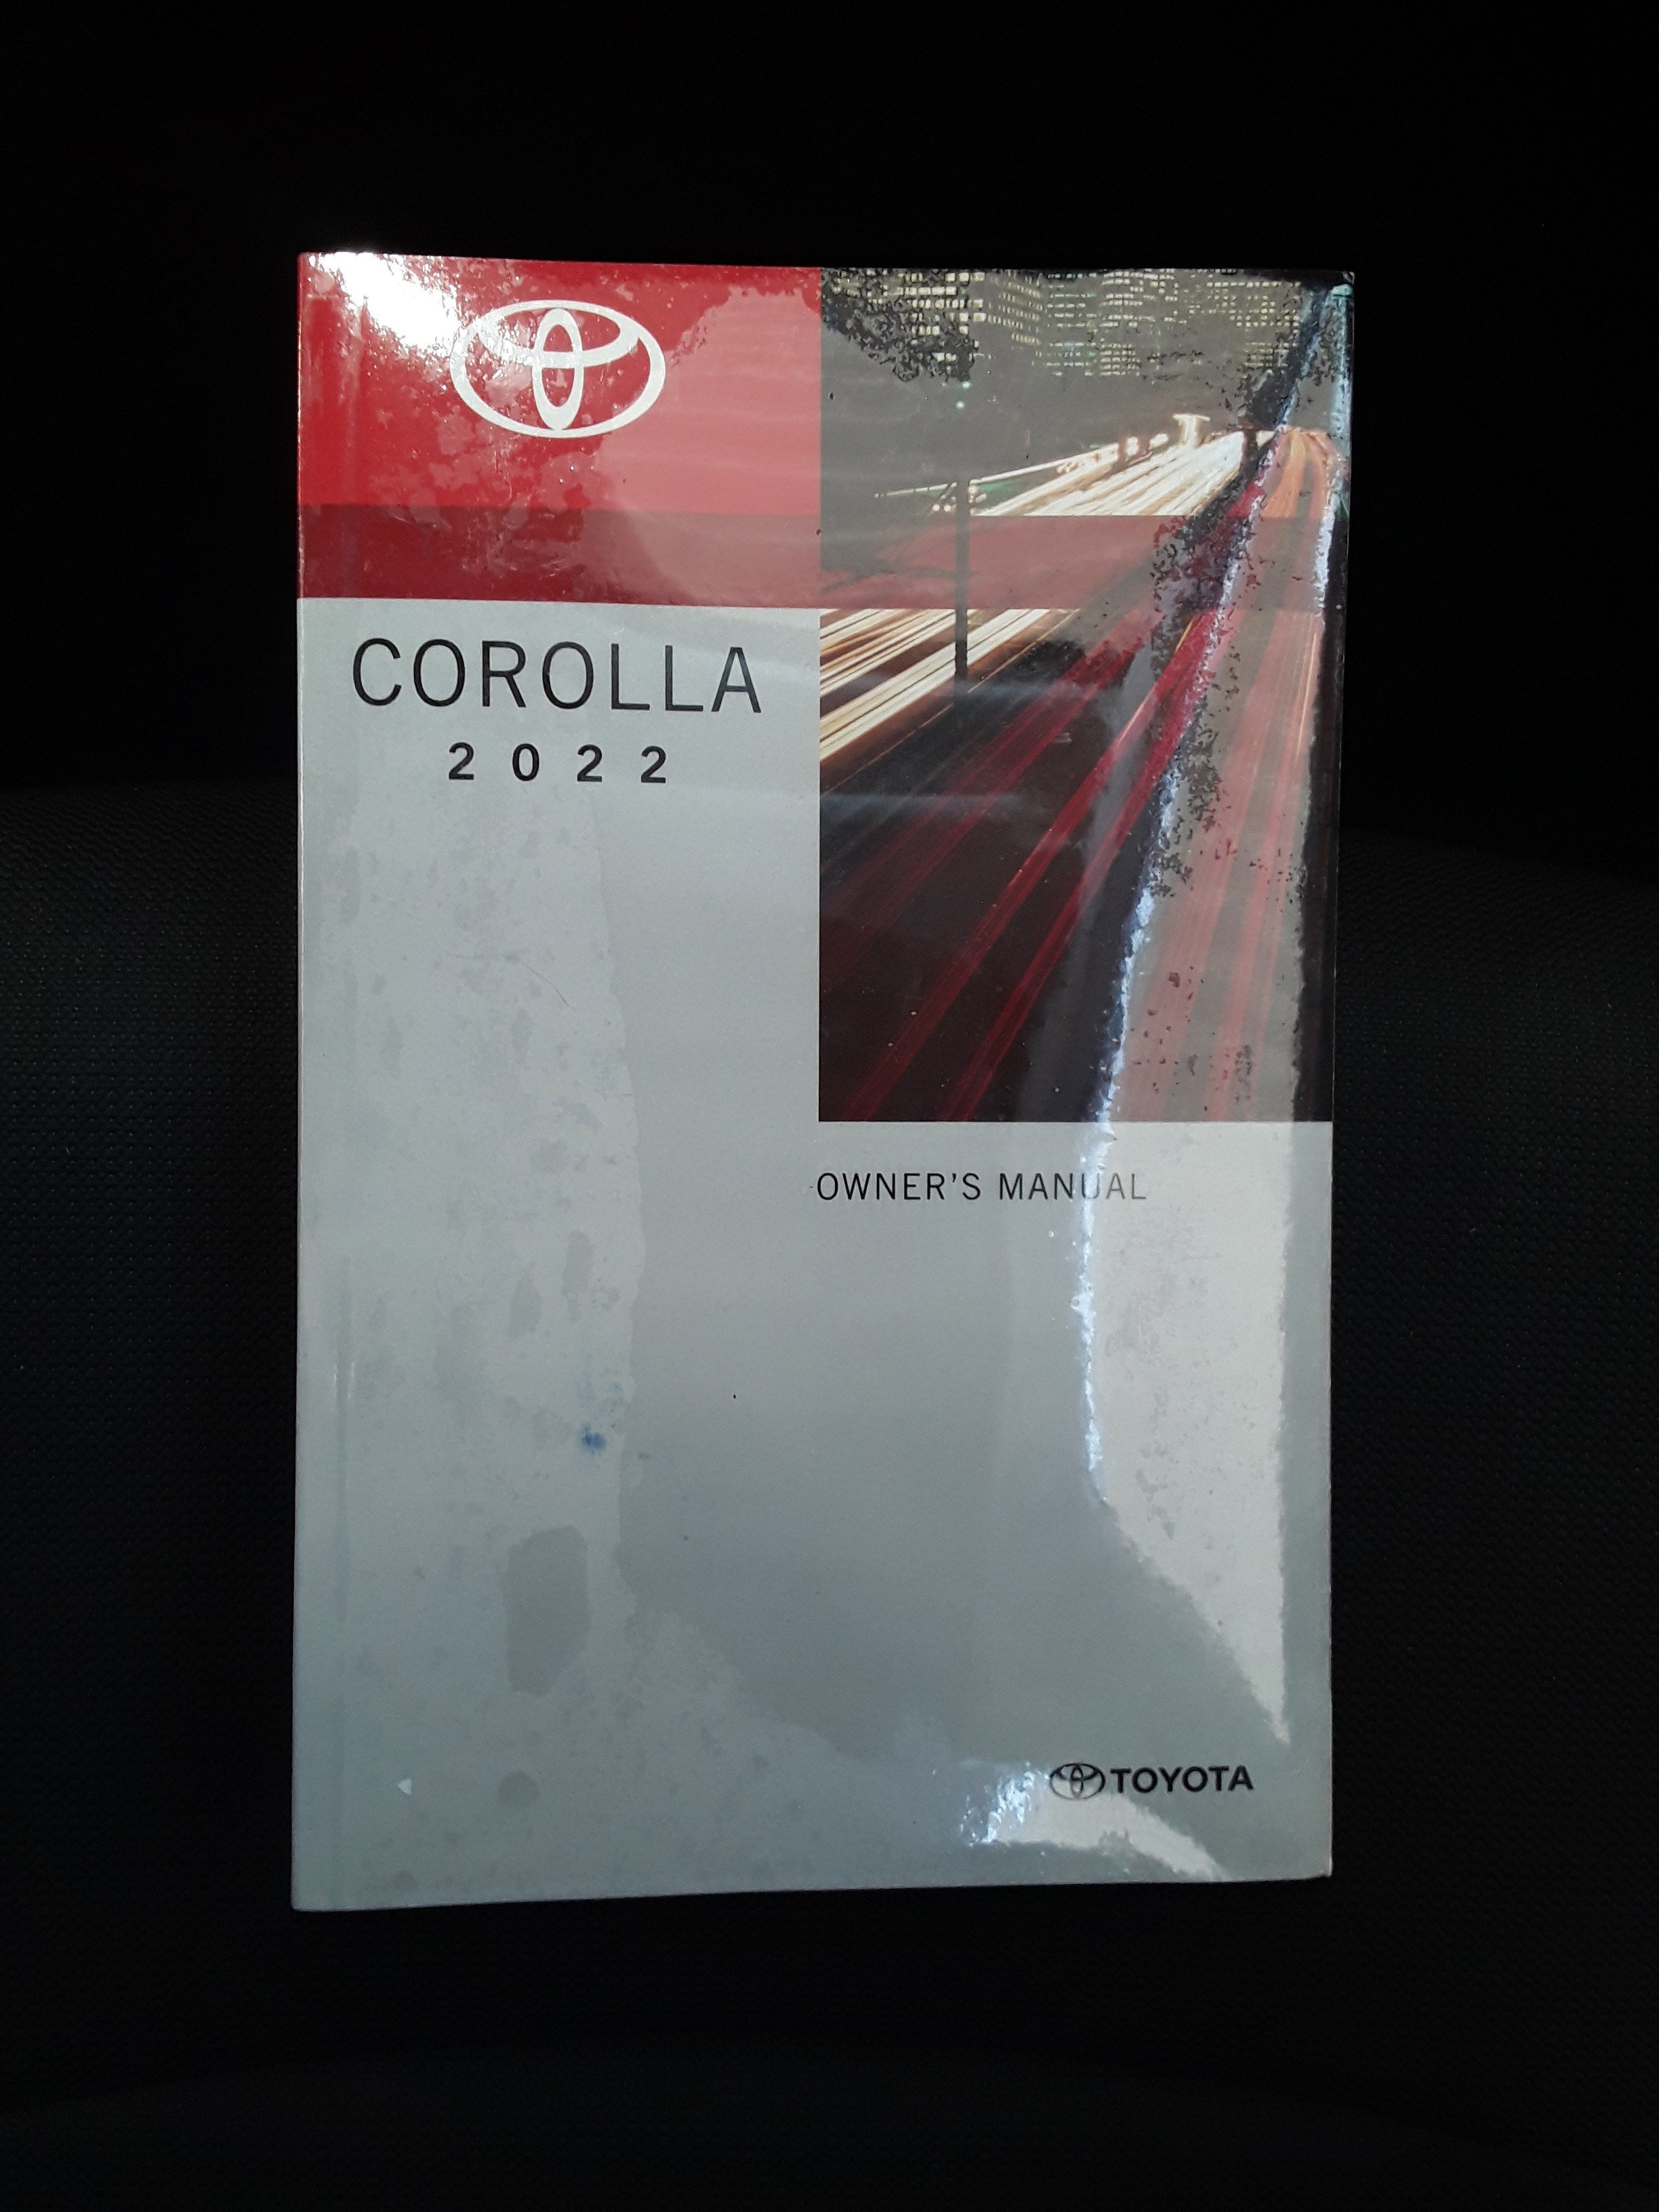 COROLLA
2022
OWNER'S MANUAL
TOYOTA